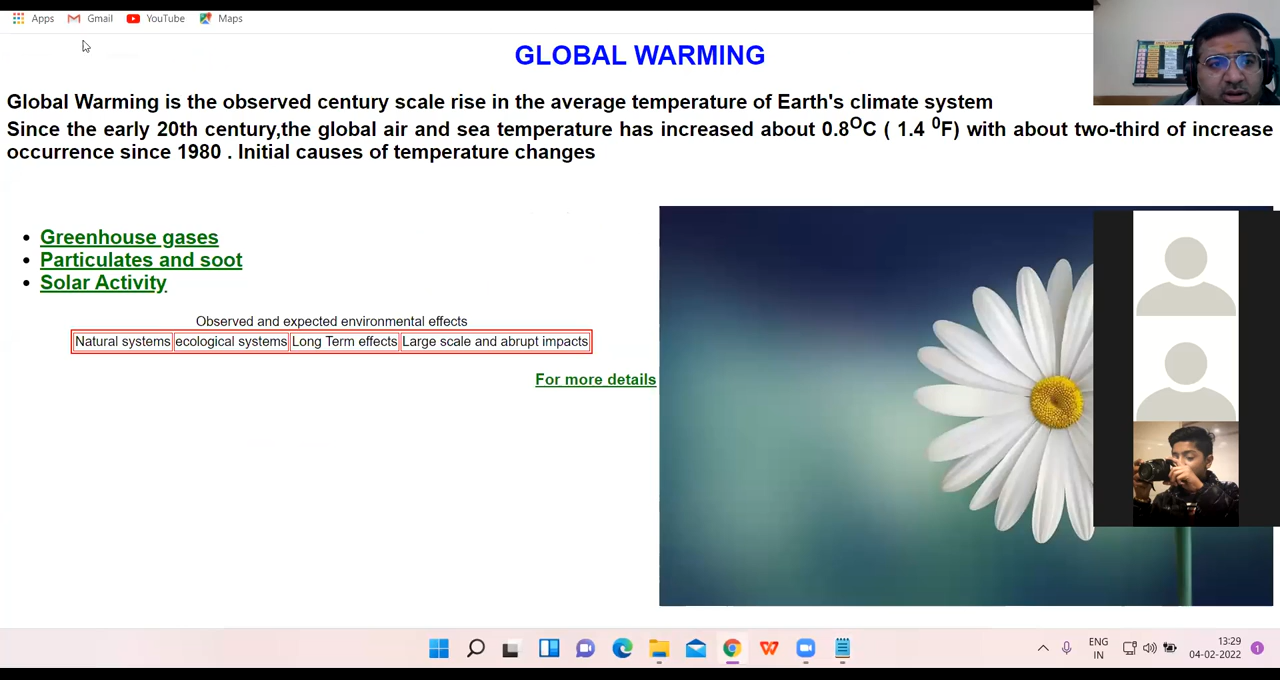 Apps Gmail YouTube Maps
GLOBAL WARMING
Global Warming is the observed century scale rise in the average temperature of Earth's climate system
Since the early 20th century,the global air and sea temperature has increased about 0.8OC ( 1.4 0F) with about two-third of increase
occurrence since 1980 . Initial causes of temperature changes
Greenhouse gases
Particulates and soot
Solar Activity
Observed and expected environmental effects
Natural systems ecological systems Long Term effects Large scale and abrupt impacts
For more details
ENG
IN
13:29
04-02-2022
1